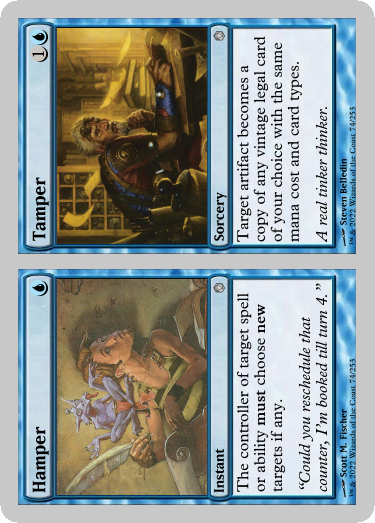 Tamper
1
Sorcery
Target artifact becomes a
copy of any vintage legal card
of your choice with the same
mana cost and card types.
A real tinker thinker.
Steven Belledin
™ & 2022 Wizards of the Coast 74/253
Hamper
Instant
The controller of target spell
or ability must choose new
targets if any.
"Could you reschedule that
counter, I'm booked till turn 4."
Scott M. Fischer
™ & 2022 Wizards of the Coast 74/253